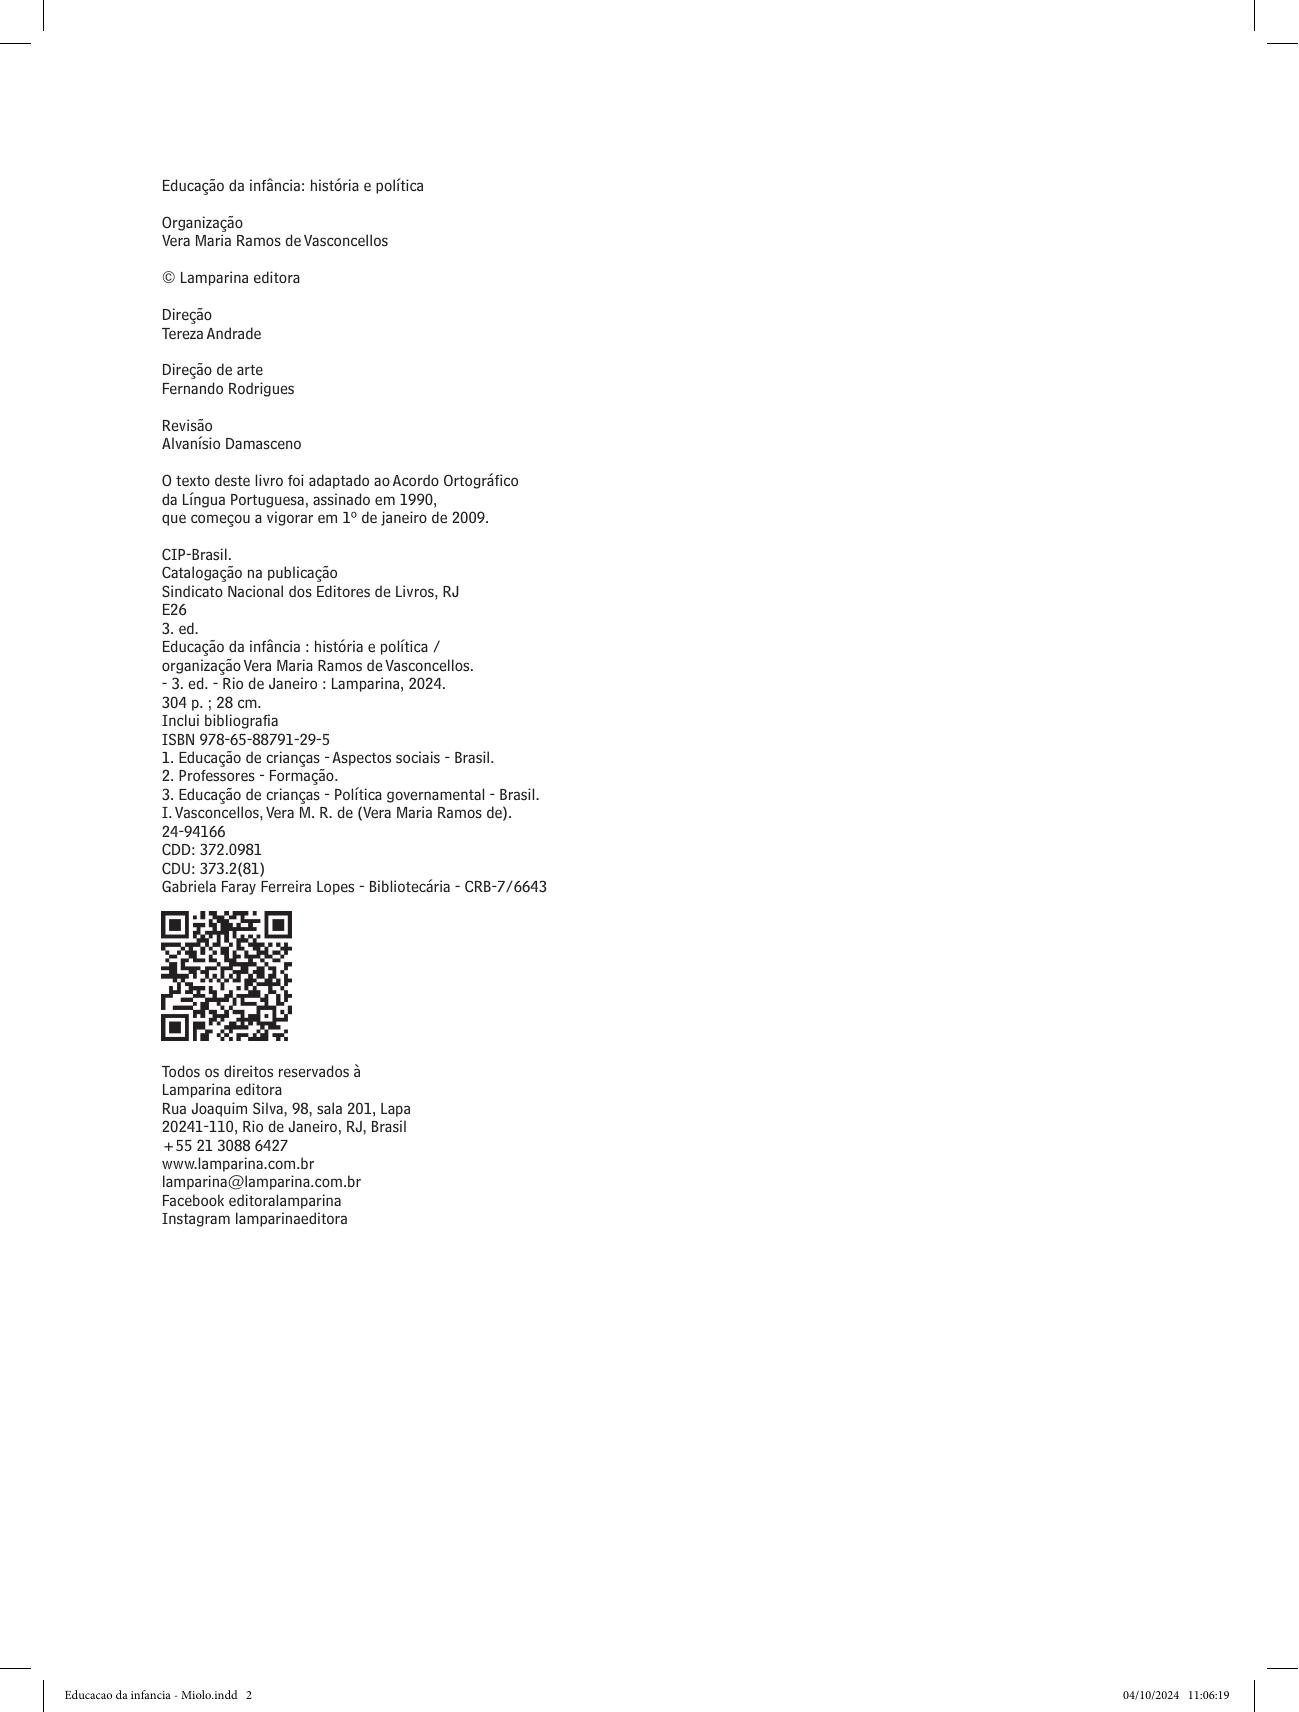 Educação da infância: história e política
Organização
Vera Maria Ramos de Vasconcellos
© Lamparina editora
Direção
Tereza Andrade
Direção de arte
Fernando Rodrigues
Revisão
Alvanísio Damasceno
O texto deste livro foi adaptado ao Acordo Ortográfico
da Língua Portuguesa, assinado em 1990,
que começou a vigorar em 1º de janeiro de 2009.
CIP-Brasil.
Catalogação na publicação
Sindicato Nacional dos Editores de Livros, RJ
E26
3. ed.
Educação da infância : história e política /
organização Vera Maria Ramos de Vasconcellos.
- 3. ed. - Rio de Janeiro : Lamparina, 2024.
304 p. ; 28 cm.
Inclui bibliografia
ISBN 978-65-88791-29-5
1. Educação de crianças - Aspectos sociais - Brasil.
2. Professores - Formação.
3. Educação de crianças - Política governamental - Brasil.
I. Vasconcellos, Vera M. R. de (Vera Maria Ramos de).
24-94166
CDD: 372.0981
CDU: 373.2(81)
Gabriela Faray Ferreira Lopes - Bibliotecária - CRB-7/6643
Todos os direitos reservados à
Lamparina editora
Rua Joaquim Silva, 98, sala 201, Lapa
20241-110, Rio de Janeiro, RJ, Brasil
+55 21 3088 6427
www.lamparina.com.br
lamparina@lamparina.com.br
Facebook editoralamparina
Instagram lamparinaeditora
Educacao da infancia - Miolo.indd 2
04/10/2024 11:06:19